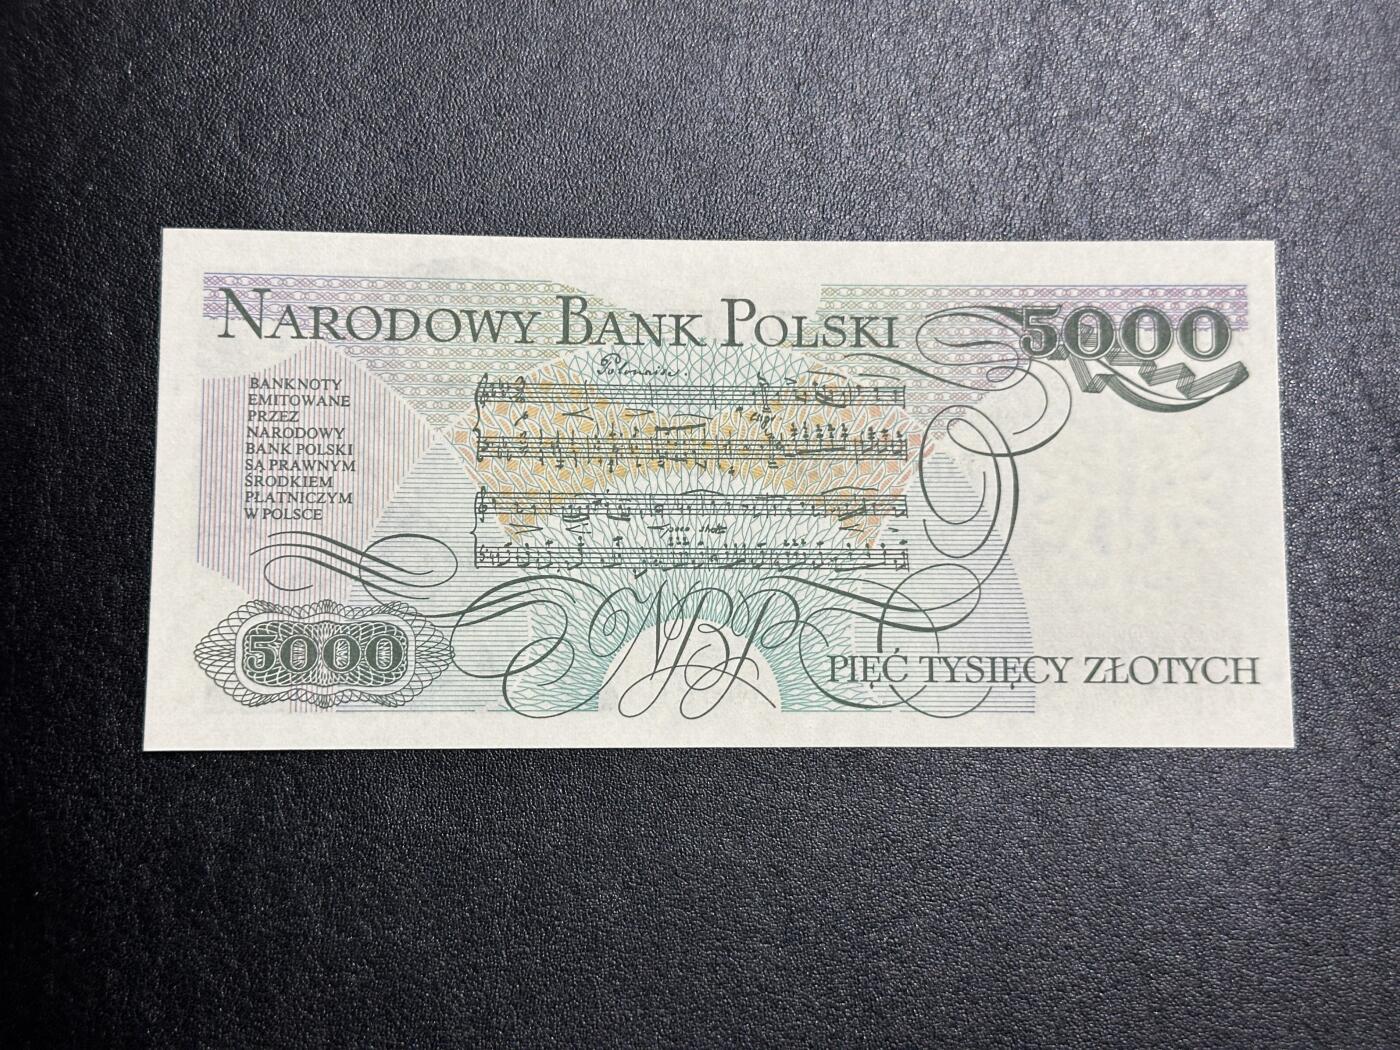 NARODOWY BANK POLSKI
5000
BANKNOTY
EMITOWANE
PRZEZ
NARODOWY
BANK POLSKI
SĄ PRAWNYM
ŚRODKIEM
PŁATNICZYM
W POLSCE
Polonaise.
5000
NBP
PIĘĆ TYSIĘCY ZŁOTYCH